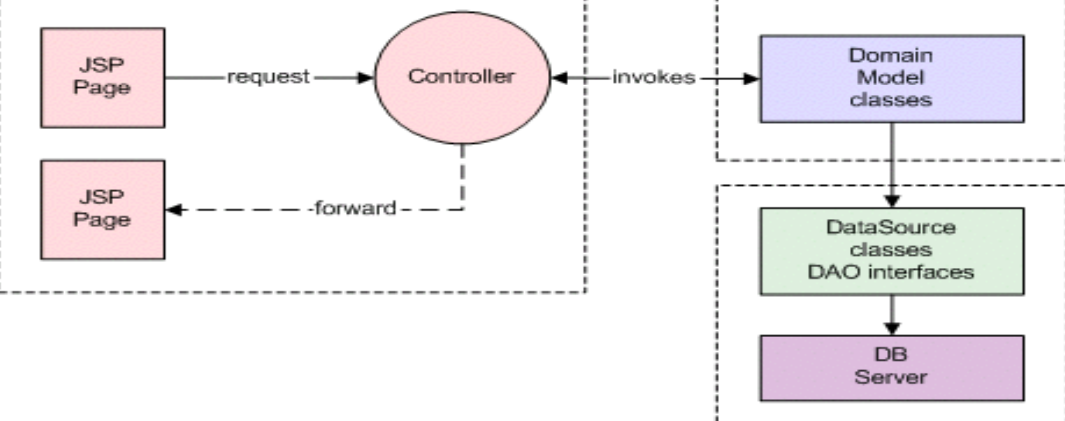 JSP
Page
request
Controller
invokes
Domain
Model
classes
JSP
Page
forward
DataSource
classes
DAO interfaces
DB
Server